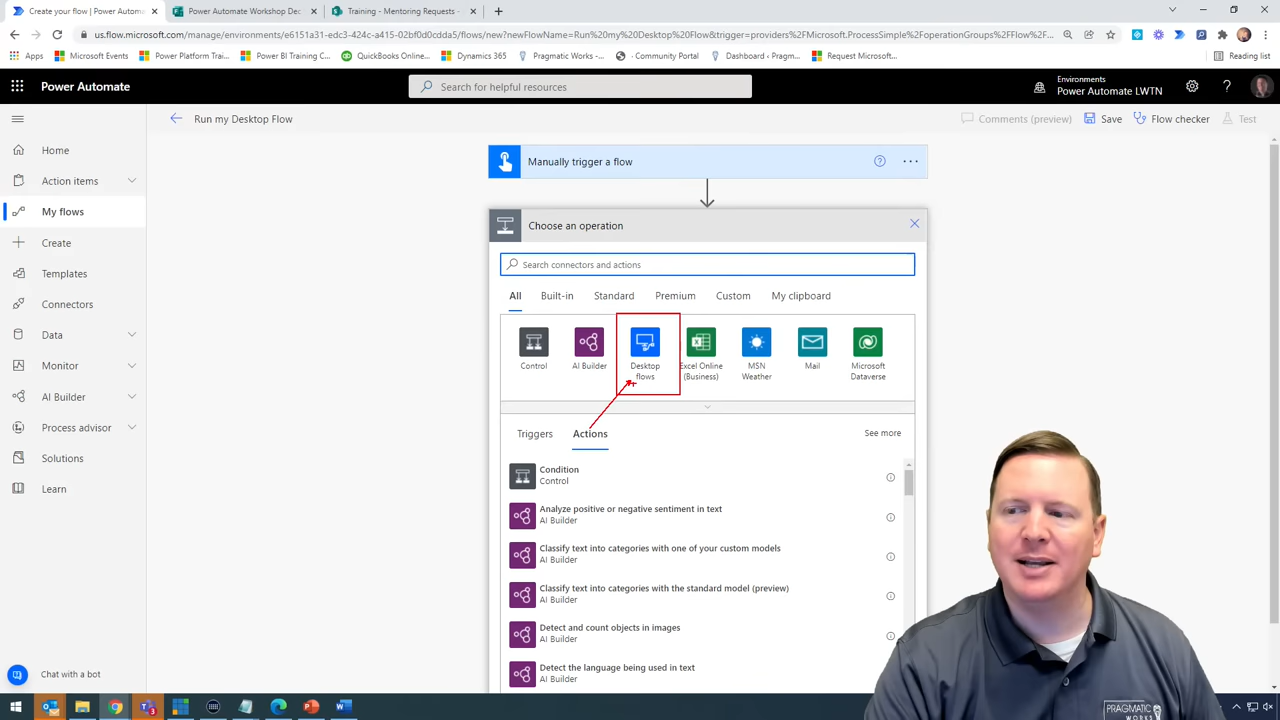 Create your flow | Power Automa
Power Automate Workshop Dec
Training - Mentoring Requests -
us.flow.microsoft.com/manage/environments/e6151a31-edc3-424c-a415-02bf0d0cdda5/flows/new?newFlowName=Run%20my%20Desktop%20Flow&trigger=providers%2FMicrosoft.ProcessSimple%2FoperationGroups%2FFlow%2F...
Apps
Microsoft Events
Power Platform Trai...
Power BI Training C...
QuickBooks Online
Dynamics 365
Pragmatic Works -...
· Community Portal
Dashboard ‹ Pragm...
Request Microsoft...
Reading list
Power Automate
Search for helpful resources
Environments
Power Automate LWTN
Run my Desktop Flow
Comments (preview)
Save
Flow checker
Test
Home
Action items
My flows
Create
Templates
Connectors
Data
Monitor
AI Builder
Process advisor
Solutions
Learn
Chat with a bot
Manually trigger a flow
Choose an operation
Search connectors and actions
All
Built-in
Standard
Premium
Custom
My clipboard
Control
AI Builder
Desktop
flows
Excel Online
(Business)
MSN
Weather
Mail
Microsoft
Dataverse
Triggers
Actions
See more
Condition
Control
Analyze positive or negative sentiment in text
AI Builder
Classify text into categories with one of your custom models
AI Builder
Classify text into categories with the standard model (preview)
AI Builder
Detect and count objects in images
AI Builder
Detect the language being used in text
AI Builder
PRAGMATIC
WORKS